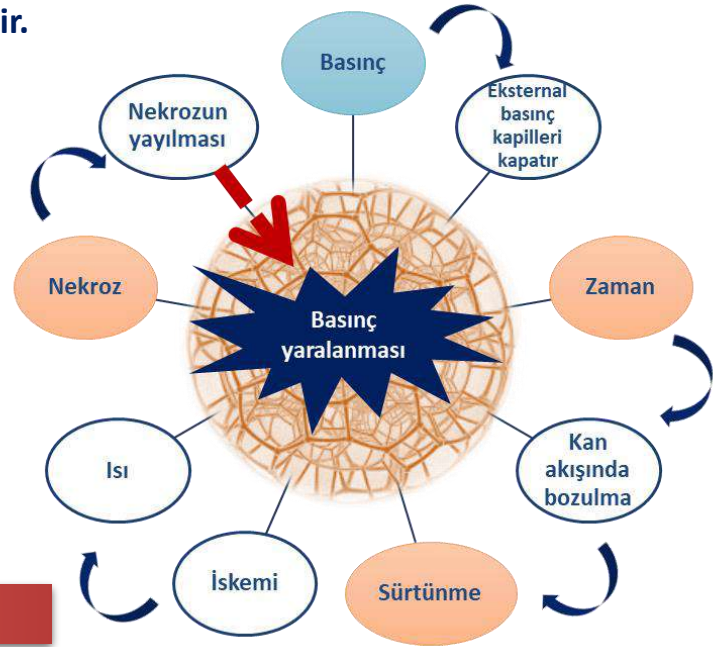 ir.
Basınç
Eksternal
basınç
kapilleri
kapatır
Zaman
Kan
akışında
bozulma
Sürtünme
İskemi
Isı
Nekroz
Nekrozun
yayılması
Basınç
yaralanması